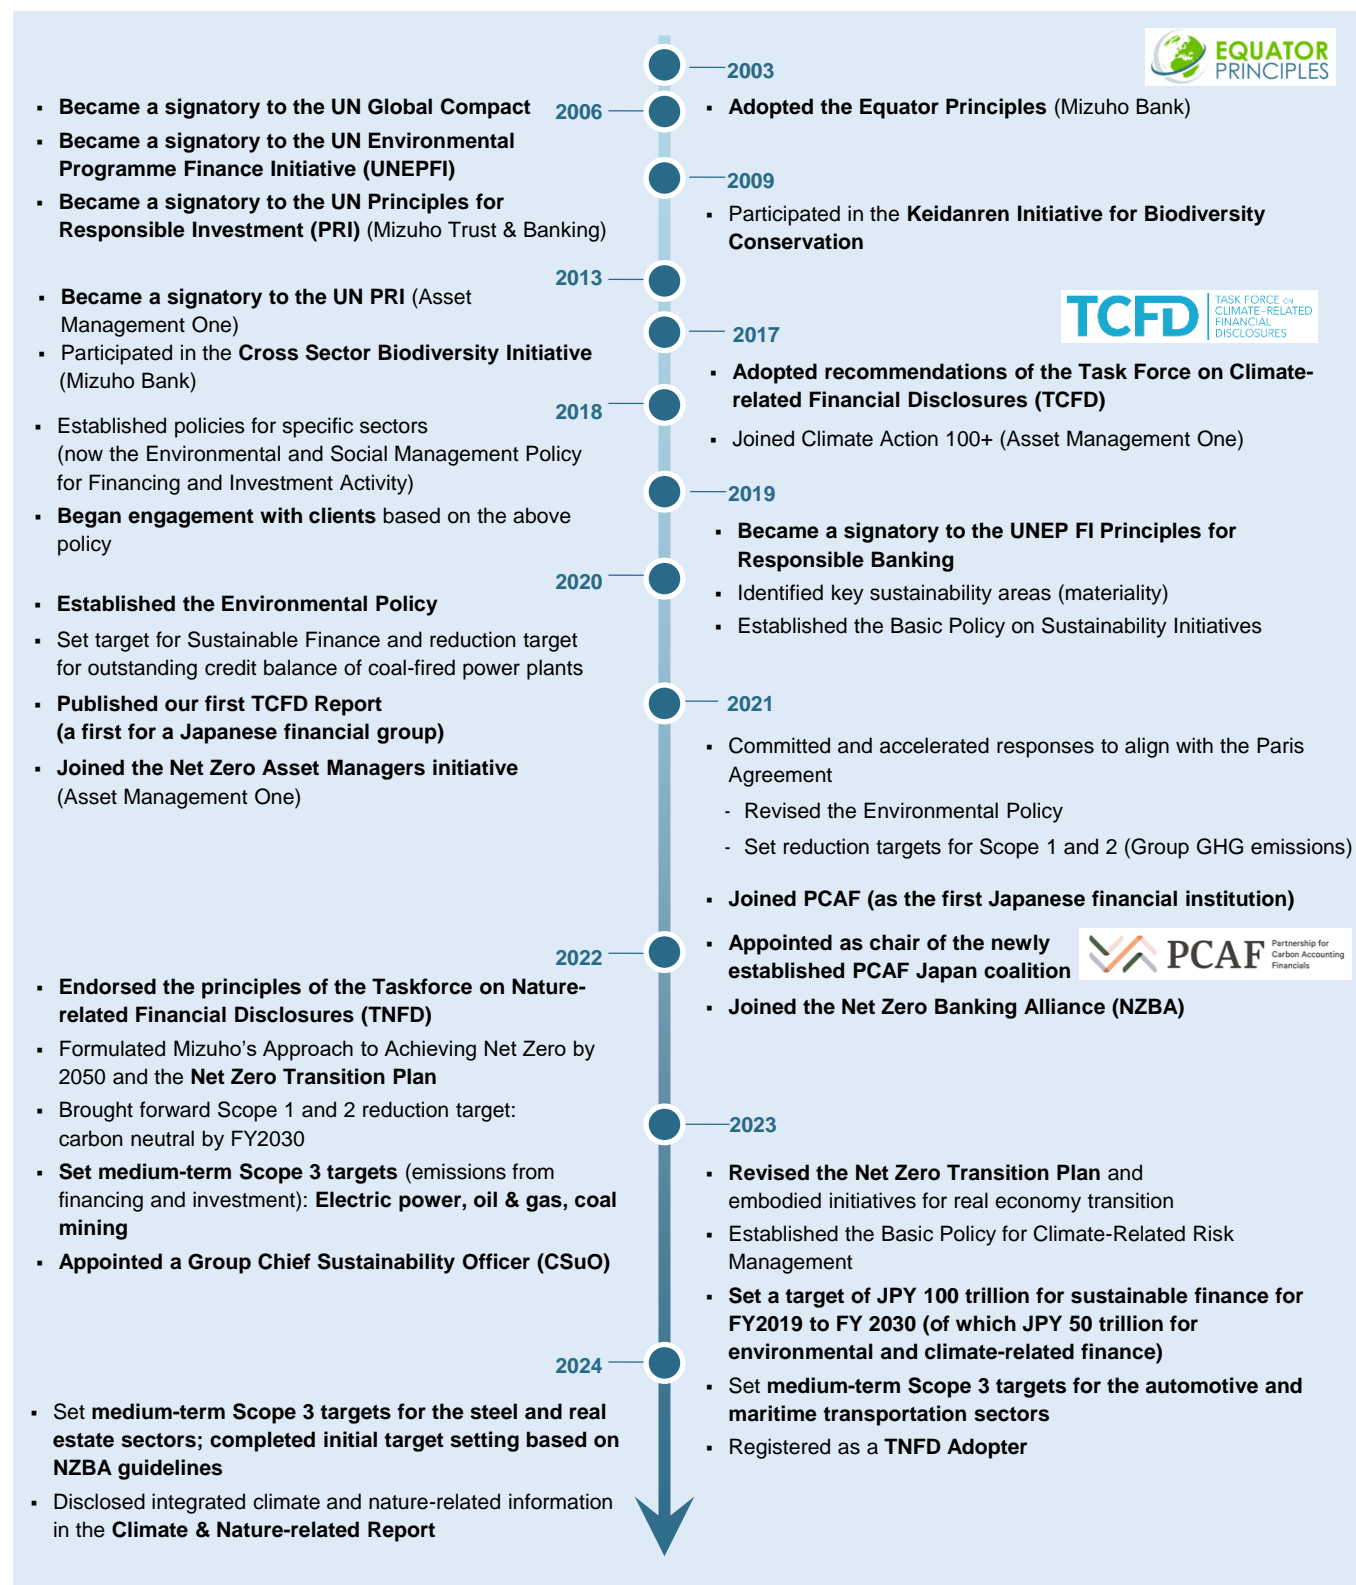 EQUATOR
PRINCIPLES
2003
▪ Adopted the Equator Principles (Mizuho Bank)
2006
▪ Became a signatory to the UN Global Compact
▪ Became a signatory to the UN Environmental
Programme Finance Initiative (UNEPFI)
▪ Became a signatory to the UN Principles for
Responsible Investment (PRI) (Mizuho Trust & Banking)
2009
▪ Participated in the Keidanren Initiative for Biodiversity
Conservation
2013
▪ Became a signatory to the UN PRI (Asset
Management One)
▪ Participated in the Cross Sector Biodiversity Initiative
(Mizuho Bank)
TCFD
TASK FORCE ON
CLIMATE-RELATED
FINANCIAL
DISCLOSURES
2017
▪ Adopted recommendations of the Task Force on Climate-
related Financial Disclosures (TCFD)
▪ Joined Climate Action 100+ (Asset Management One)
2018
▪ Established policies for specific sectors
(now the Environmental and Social Management Policy
for Financing and Investment Activity)
▪ Began engagement with clients based on the above
policy
2019
▪ Became a signatory to the UNEP FI Principles for
Responsible Banking
▪ Identified key sustainability areas (materiality)
▪ Established the Basic Policy on Sustainability Initiatives
2020
▪ Established the Environmental Policy
▪ Set target for Sustainable Finance and reduction target
for outstanding credit balance of coal-fired power plants
▪ Published our first TCFD Report
(a first for a Japanese financial group)
▪ Joined the Net Zero Asset Managers initiative
(Asset Management One)
2021
▪ Committed and accelerated responses to align with the Paris
Agreement
- Revised the Environmental Policy
- Set reduction targets for Scope 1 and 2 (Group GHG emissions)
▪ Joined PCAF (as the first Japanese financial institution)
▪ Appointed as chair of the newly
established PCAF Japan coalition
PCAF
Partnership for
Carbon Accounting
Financials
▪ Joined the Net Zero Banking Alliance (NZBA)
2022
▪ Endorsed the principles of the Taskforce on Nature-
related Financial Disclosures (TNFD)
▪ Formulated Mizuho’s Approach to Achieving Net Zero by
2050 and the Net Zero Transition Plan
▪ Brought forward Scope 1 and 2 reduction target:
carbon neutral by FY2030
▪ Set medium-term Scope 3 targets (emissions from
financing and investment): Electric power, oil & gas, coal
mining
▪ Appointed a Group Chief Sustainability Officer (CSuO)
2023
▪ Revised the Net Zero Transition Plan and
embodied initiatives for real economy transition
▪ Established the Basic Policy for Climate-Related Risk
Management
▪ Set a target of JPY 100 trillion for sustainable finance for
FY2019 to FY 2030 (of which JPY 50 trillion for
environmental and climate-related finance)
▪ Set medium-term Scope 3 targets for the automotive and
maritime transportation sectors
▪ Registered as a TNFD Adopter
2024
▪ Set medium-term Scope 3 targets for the steel and real
estate sectors; completed initial target setting based on
NZBA guidelines
▪ Disclosed integrated climate and nature-related information
in the Climate & Nature-related Report